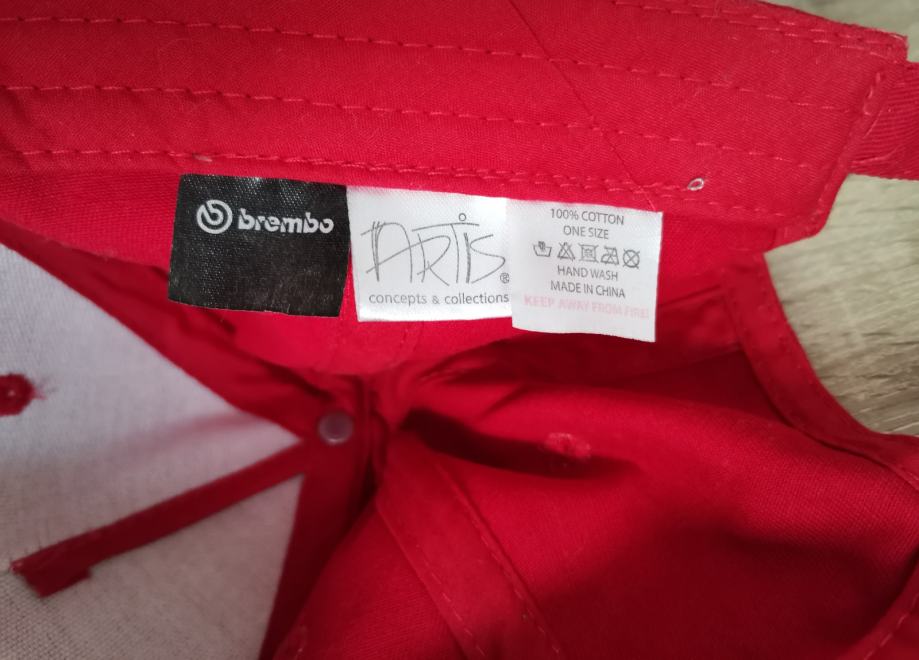 brembo
ARTIS®
concepts & collections
100% COTTON
ONE SIZE
HAND WASH
MADE IN CHINA
KEEP AWAY FROM FIRE!